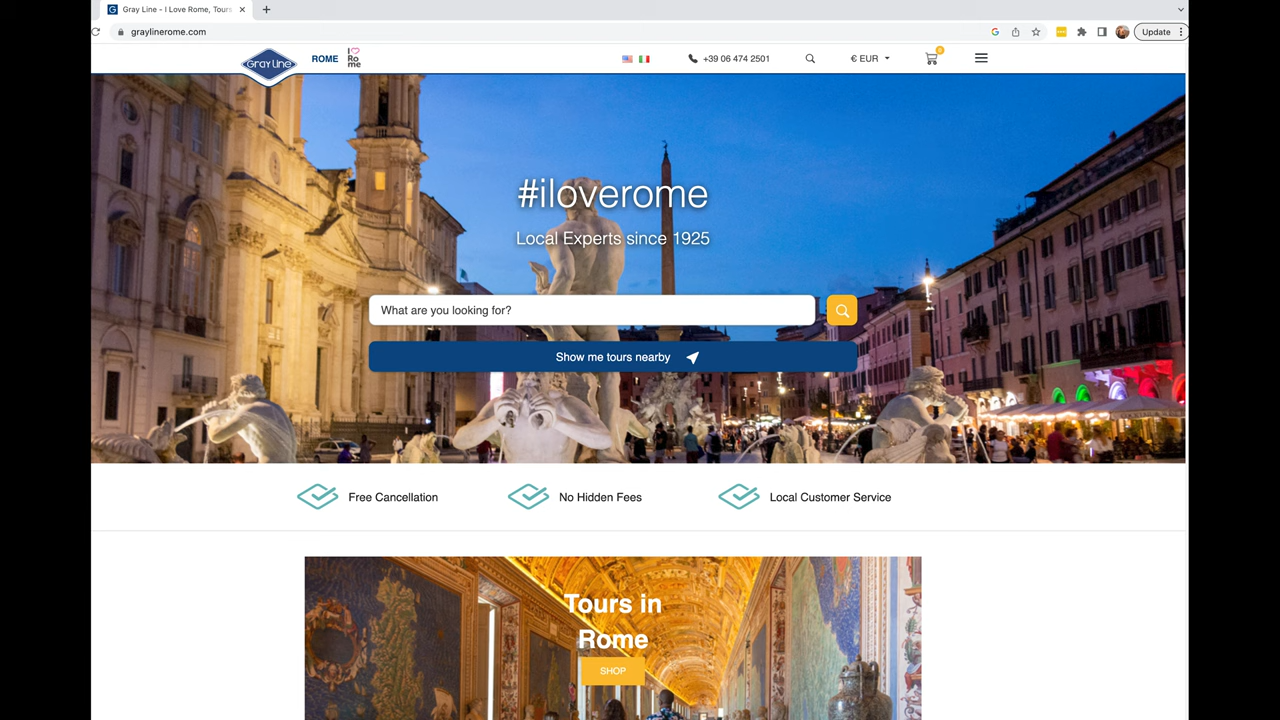 Gray Line - I Love Rome, Tours
graylinerome.com
Update
Gray Line
ROME
I
Ro
me
+39 06 474 2501
€ EUR
0
#iloverome
Local Experts since 1925
What are you looking for?
Show me tours nearby
Free Cancellation
No Hidden Fees
Local Customer Service
Tours in
Rome
SHOP